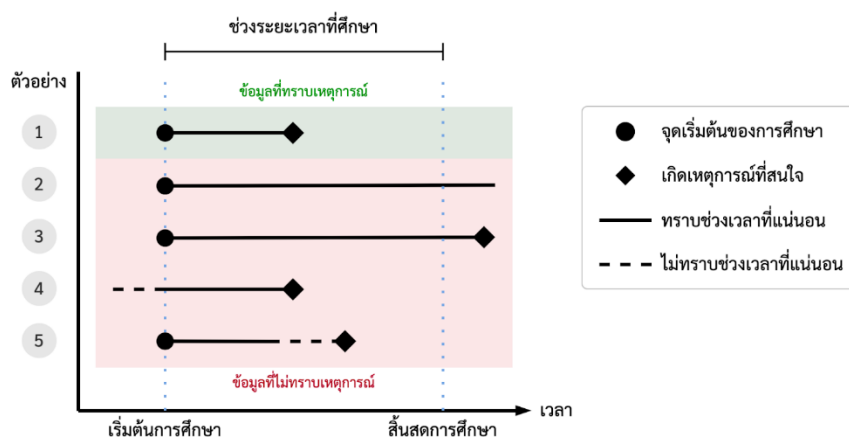 ช่วงระยะเวลาที่ศึกษา
ตัวอย่าง
ข้อมูลที่ทราบเหตุการณ์
1
2
3
4
5
ข้อมูลที่ไม่ทราบเหตุการณ์
เริ่มต้นการศึกษา
สิ้นสุดการศึกษา
เวลา
จุดเริ่มต้นของการศึกษา
เกิดเหตุการณ์ที่สนใจ
ทราบช่วงเวลาที่แน่นอน
ไม่ทราบช่วงเวลาที่แน่นอน